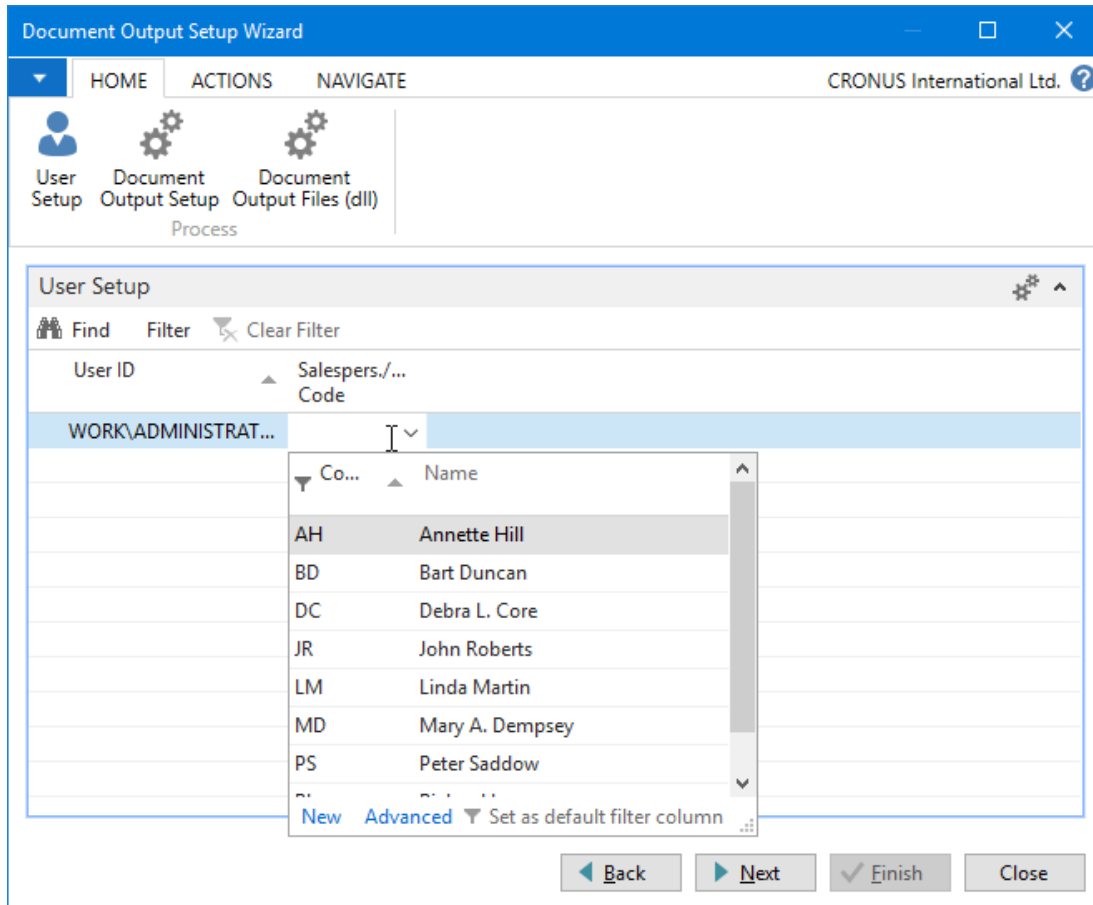 Document Output Setup Wizard
HOME ACTIONS NAVIGATE CRONUS International Ltd. ?
User Setup
Document Output Setup
Document Output Files (dll)
Process
User Setup
Find Filter Clear Filter
User ID Salespers./... Code
WORK\ADMINISTRAT...
Co... Name
AH Annette Hill
BD Bart Duncan
DC Debra L. Core
JR John Roberts
LM Linda Martin
MD Mary A. Dempsey
PS Peter Saddow
New Advanced Set as default filter column
Back Next Finish Close